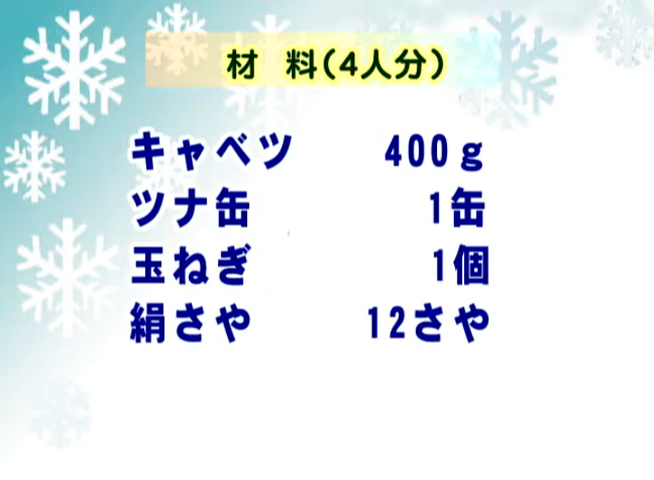 材 料(4人分)
キャベツ 400g
ツナ缶 1缶
玉ねぎ 1個
絹さや 12さや